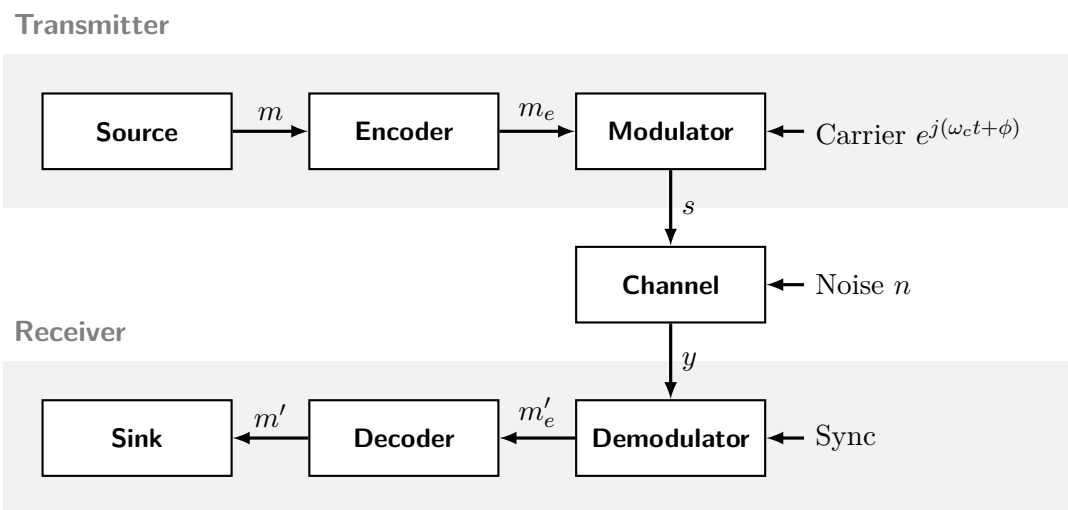 Transmitter
Source
m
Encoder
m_e
Modulator
Carrier e^{j(ω_c t+ϕ)}
s
Channel
Noise n
Receiver
y
Sink
m′
Decoder
m′_e
Demodulator
Sync